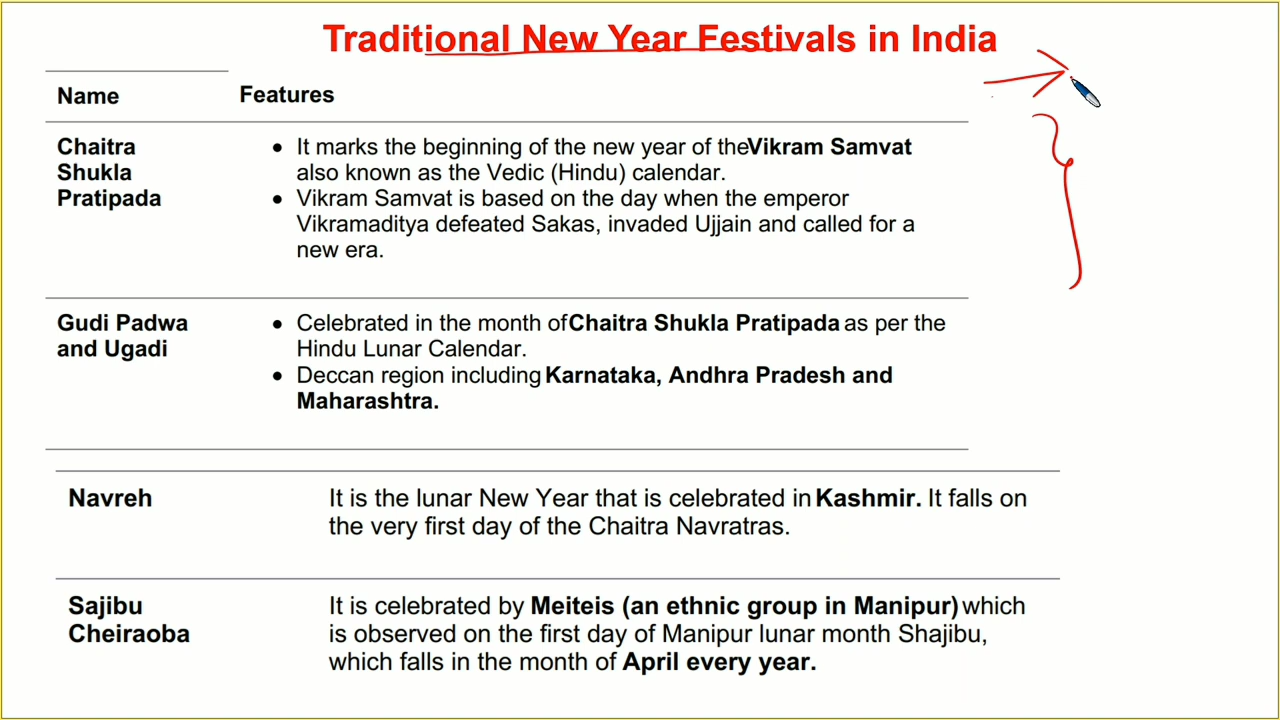 Traditional New Year Festivals in India
Name
Features
Chaitra
Shukla
Pratipada
• It marks the beginning of the new year of theVikram Samvat
also known as the Vedic (Hindu) calendar.
• Vikram Samvat is based on the day when the emperor
Vikramaditya defeated Sakas, invaded Ujjain and called for a
new era.
Gudi Padwa
and Ugadi
• Celebrated in the month ofChaitra Shukla Pratipada as per the
Hindu Lunar Calendar.
• Deccan region including Karnataka, Andhra Pradesh and
Maharashtra.
Navreh
It is the lunar New Year that is celebrated in Kashmir. It falls on
the very first day of the Chaitra Navratras.
Sajibu
Cheiraoba
It is celebrated by Meiteis (an ethnic group in Manipur) which
is observed on the first day of Manipur lunar month Shajibu,
which falls in the month of April every year.